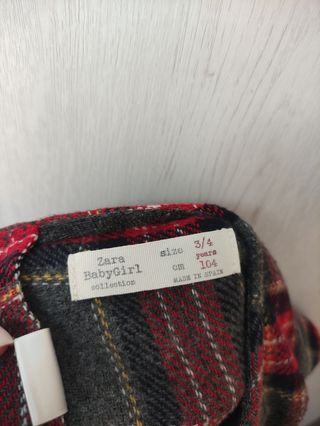 Zara size 3/4
BabyGirl years
collection cm 104
MADE IN SPAIN